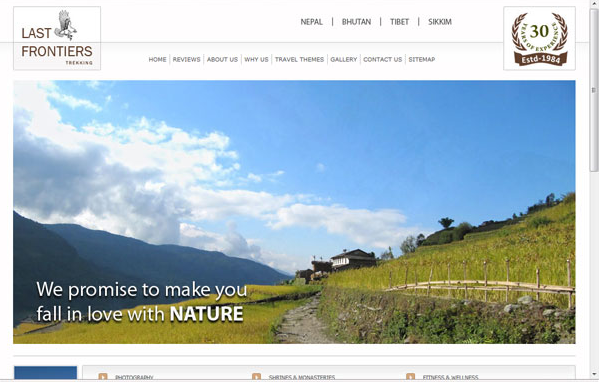 LAST
FRONTIERS
TREKKING
NEPAL | BHUTAN | TIBET | SIKKIM
30
YEARS OF EXPERIENCE
Estd-1984
HOME | REVIEWS | ABOUT US | WHY US | TRAVEL THEMES | GALLERY | CONTACT US | SITEMAP
We promise to make you
fall in love with NATURE
PHOTOGRAPHY SHRINES & MONASTERIES FITNESS & WELLNESS